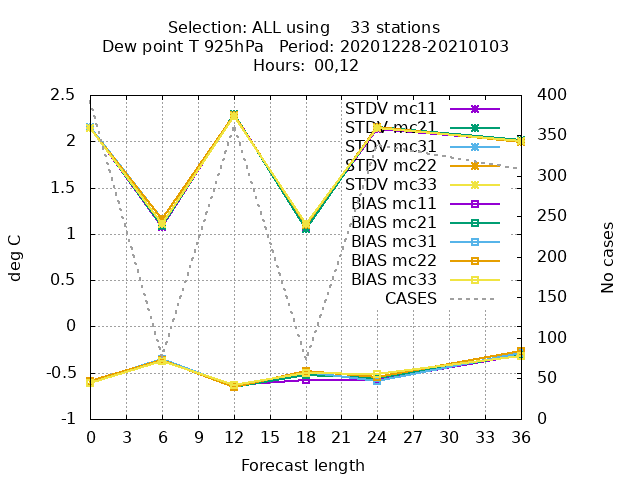 Selection: ALL using 33 stations
Dew point T 925hPa Period: 20201228-20210103
Hours: 00,12
2.5
2
1.5
1
0.5
0
-0.5
-1
deg C
400
350
300
250
200
150
100
50
0
No cases
STDV mc11
STDV mc21
STDV mc31
STDV mc22
STDV mc33
BIAS mc11
BIAS mc21
BIAS mc31
BIAS mc22
BIAS mc33
CASES
0 3 6 9 12 15 18 21 24 27 30 33 36
Forecast length